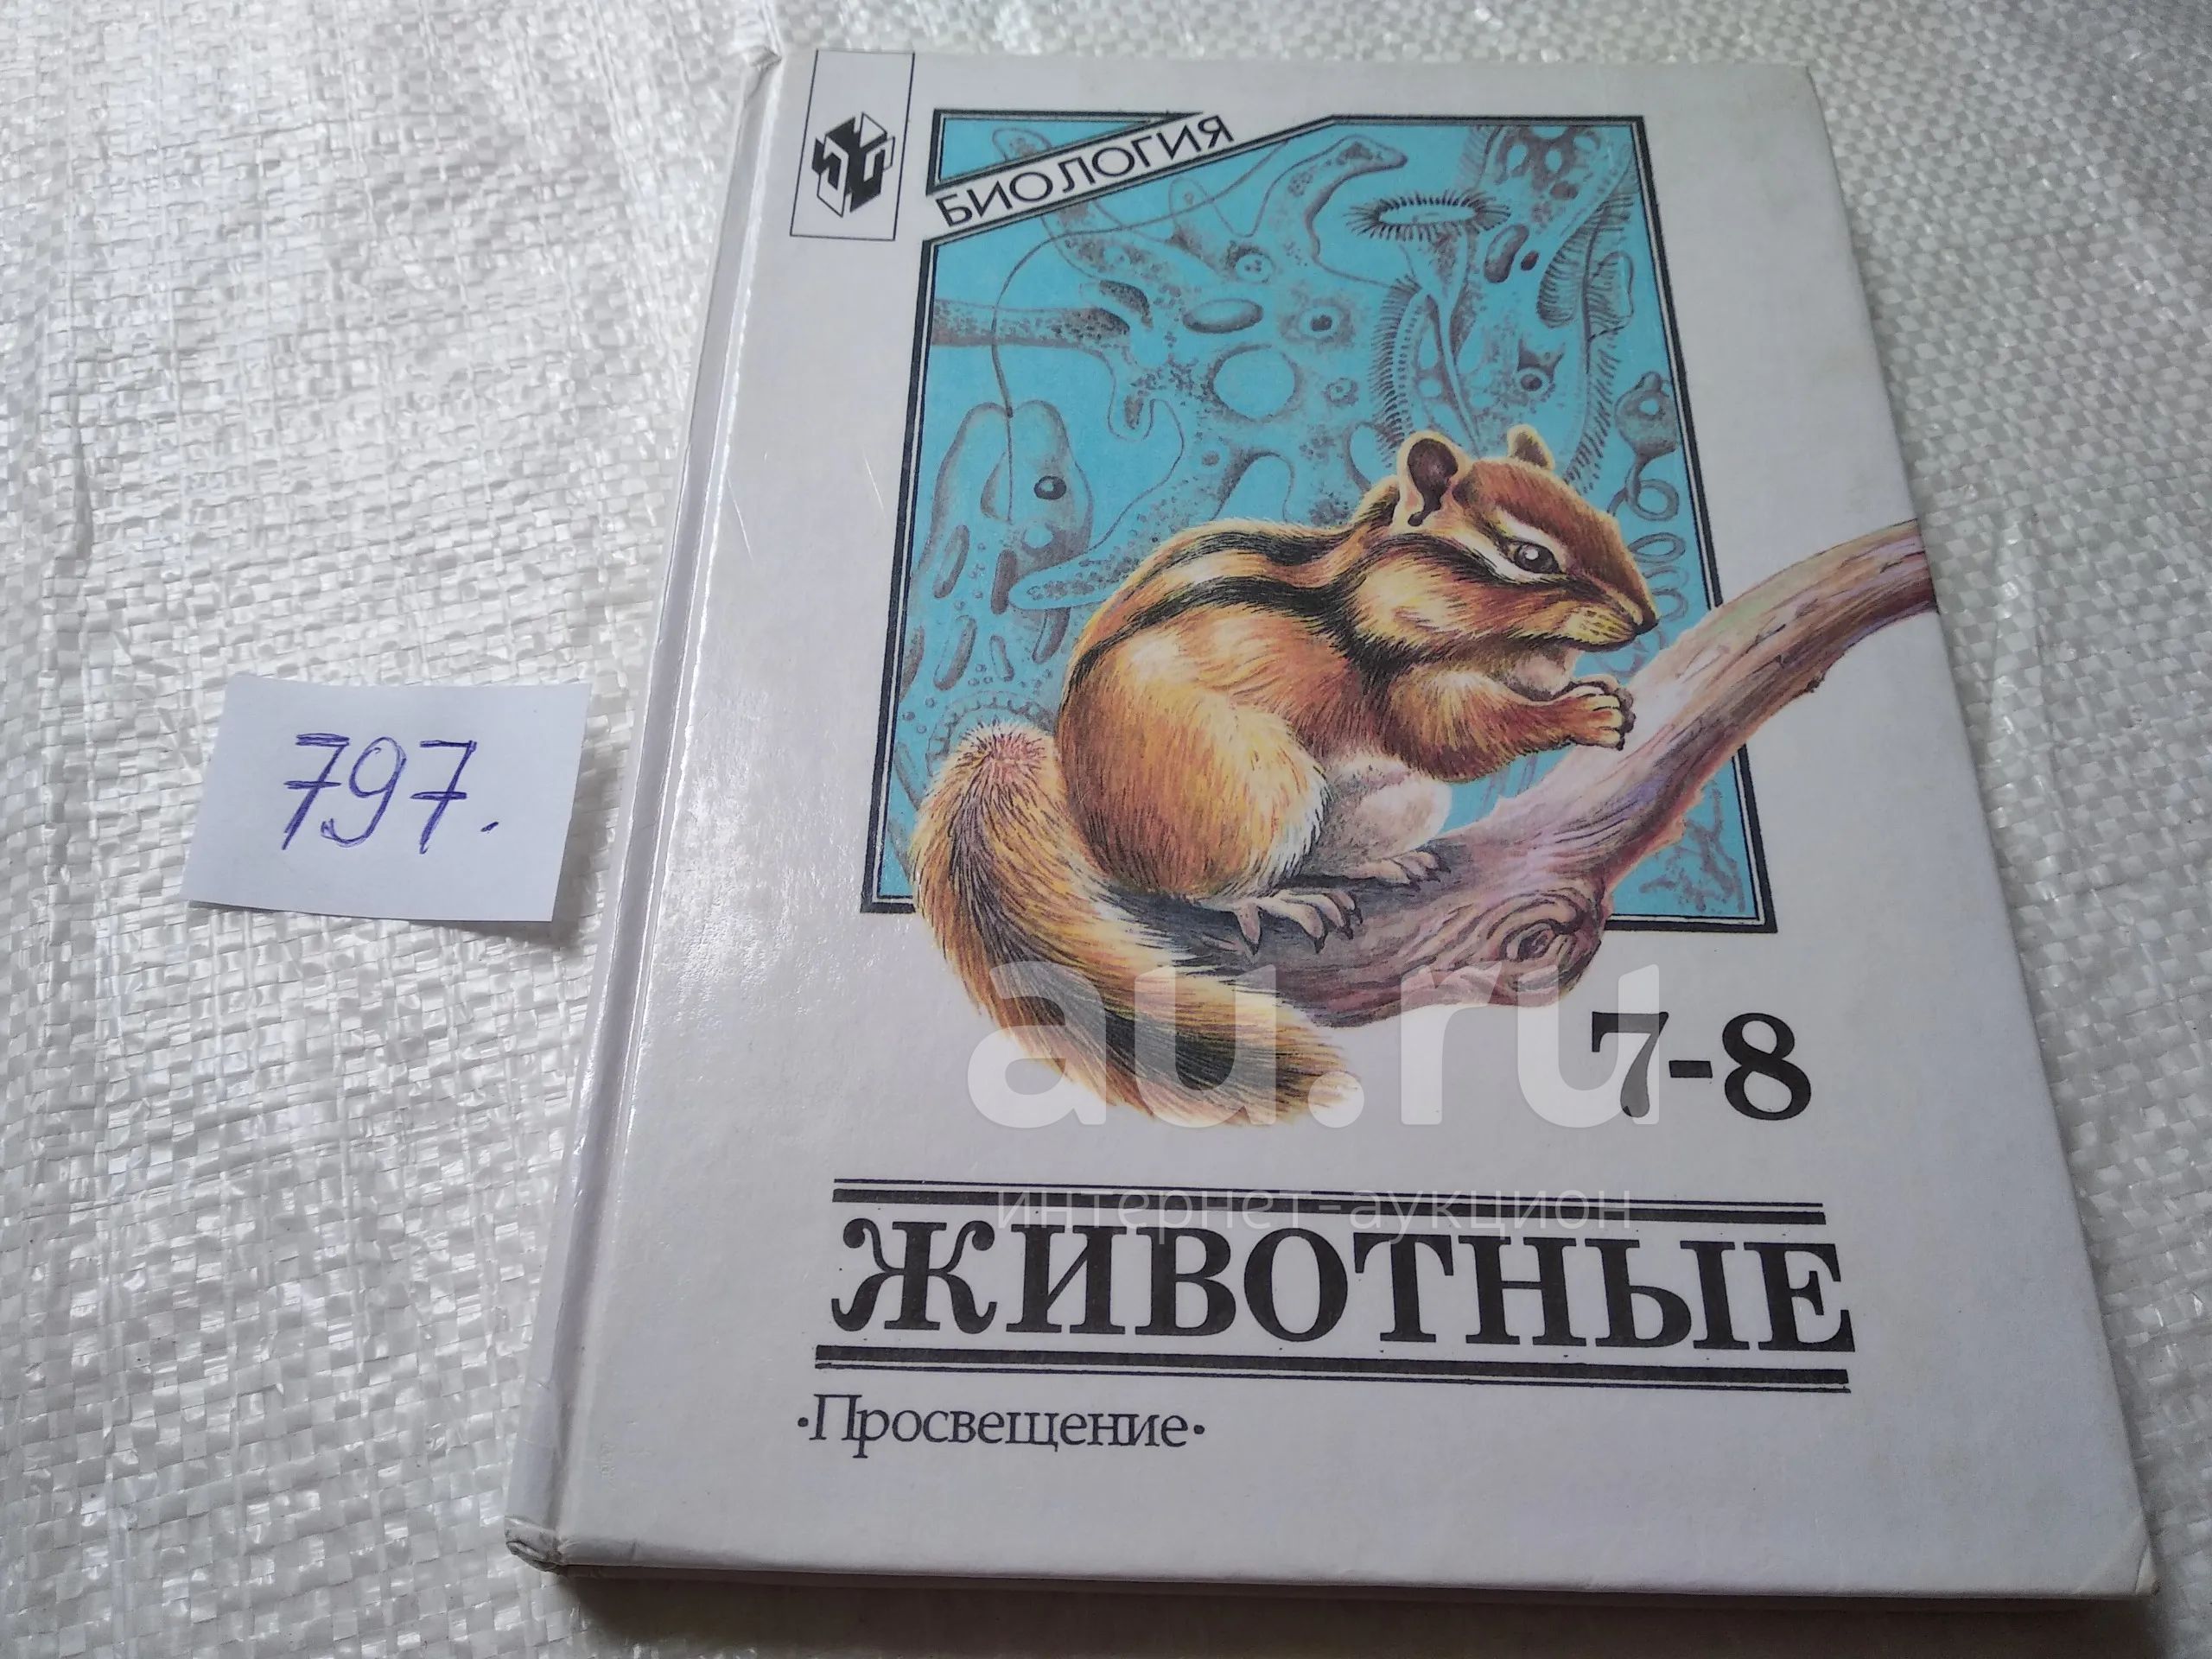 БИОЛОГИЯ
797.
7-8
au.ru
интернет-аукцион
ЖИВОТНЫЕ
·Просвещение·